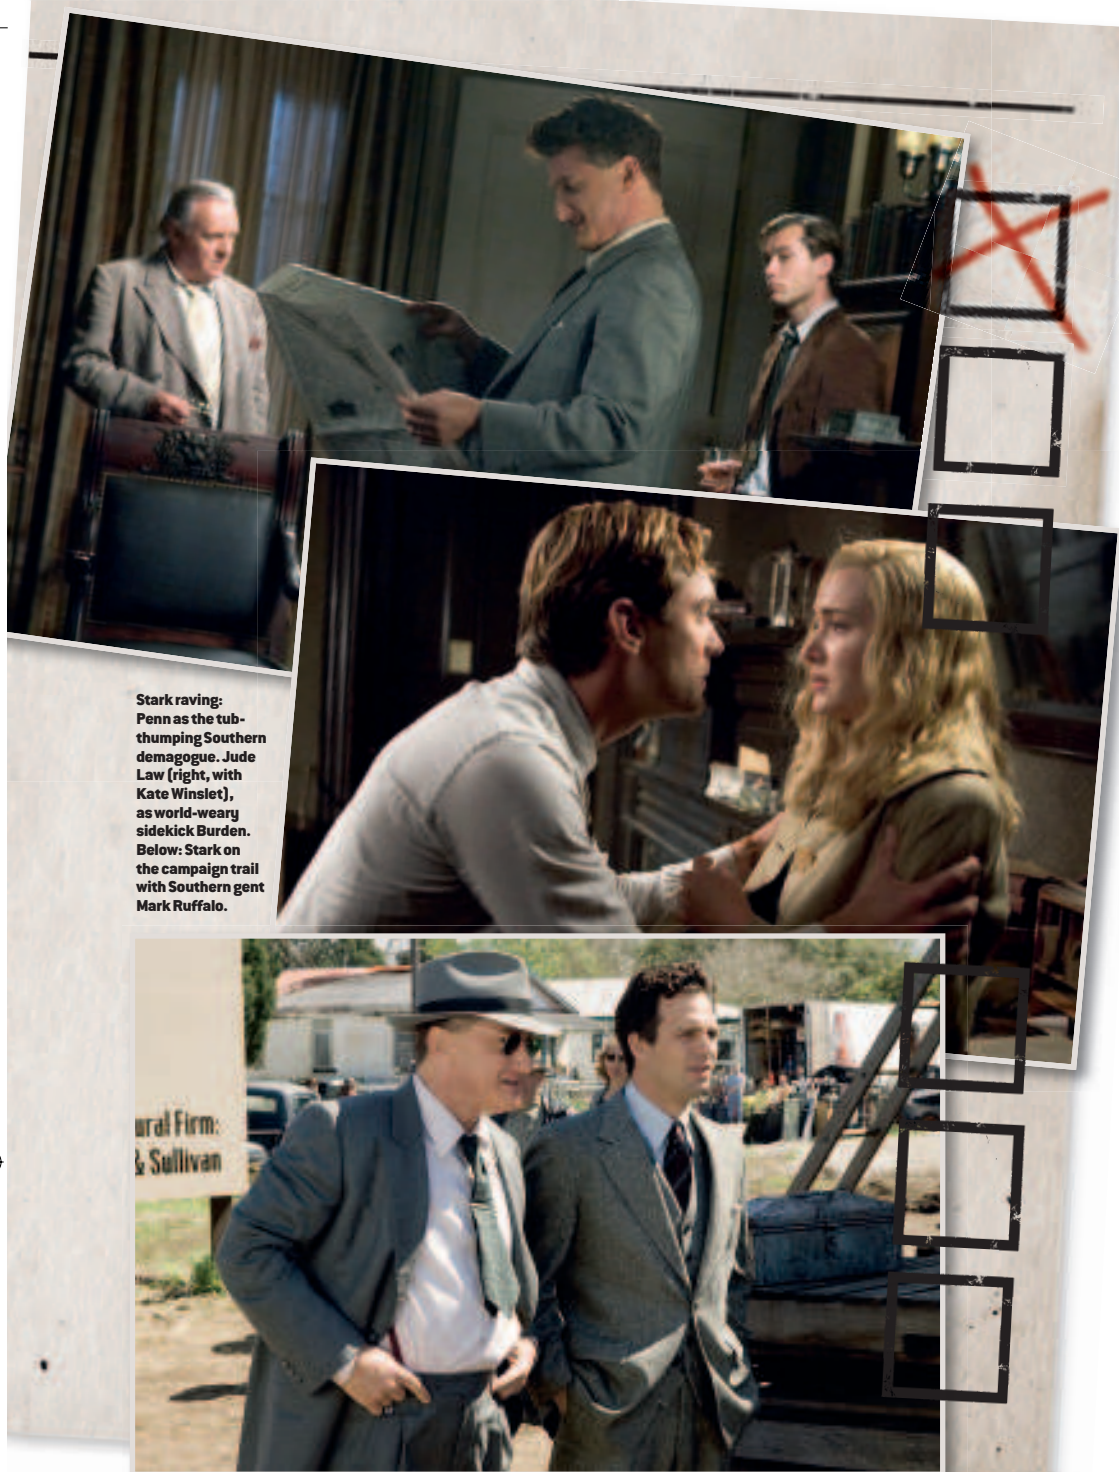 Stark raving:
Penn as the tub-
thumping Southern
demagogue. Jude
Law (right, with
Kate Winslet),
as world-weary
sidekick Burden.
Below: Stark on
the campaign trail
with Southern gent
Mark Ruffalo.
ural Firm:
& Sullivan